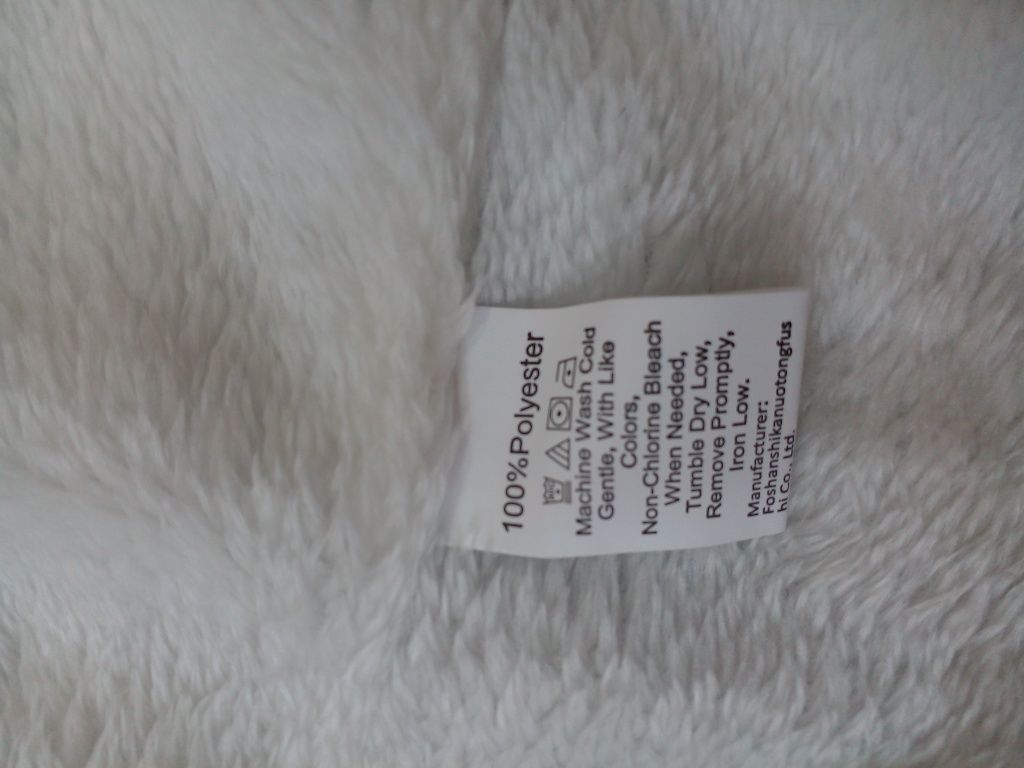 100%Polyester
Machine Wash Cold
Gentle, With Like
Colors,
Non-Chlorine Bleach
When Needed,
Tumble Dry Low,
Remove Promptly,
Iron Low.
Manufacturer:
Foshanshikanuotongfus
hi Co., Ltd.